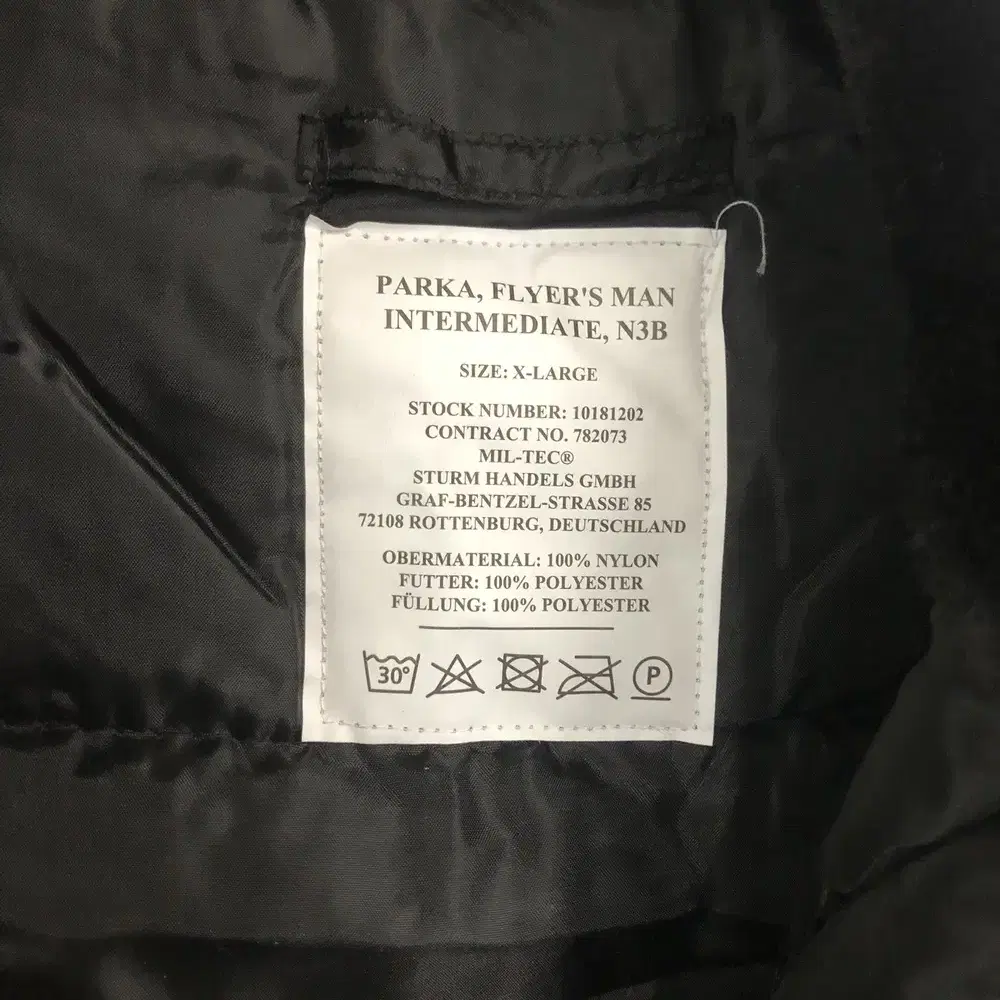 PARKA, FLYER'S MAN
INTERMEDIATE, N3B
SIZE: X-LARGE
STOCK NUMBER: 10181202
CONTRACT NO. 782073
MIL-TEC®
STURM HANDELS GMBH
GRAF-BENTZEL-STRASSE 85
72108 ROTTENBURG, DEUTSCHLAND
OBERMATERIAL: 100% NYLON
FUTTER: 100% POLYESTER
FÜLLUNG: 100% POLYESTER
30° P